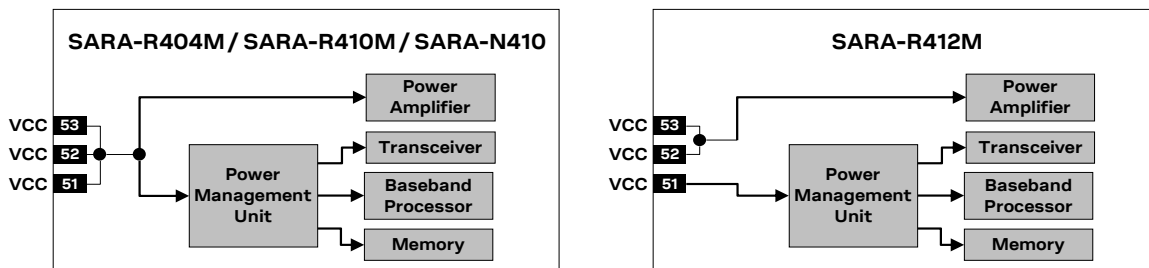 SARA-R404M / SARA-R410M / SARA-N410
Power
Amplifier
VCC 53
VCC 52
VCC 51
Power
Management
Unit
Transceiver
Baseband
Processor
Memory
SARA-R412M
Power
Amplifier
VCC 53
VCC 52
VCC 51
Power
Management
Unit
Transceiver
Baseband
Processor
Memory